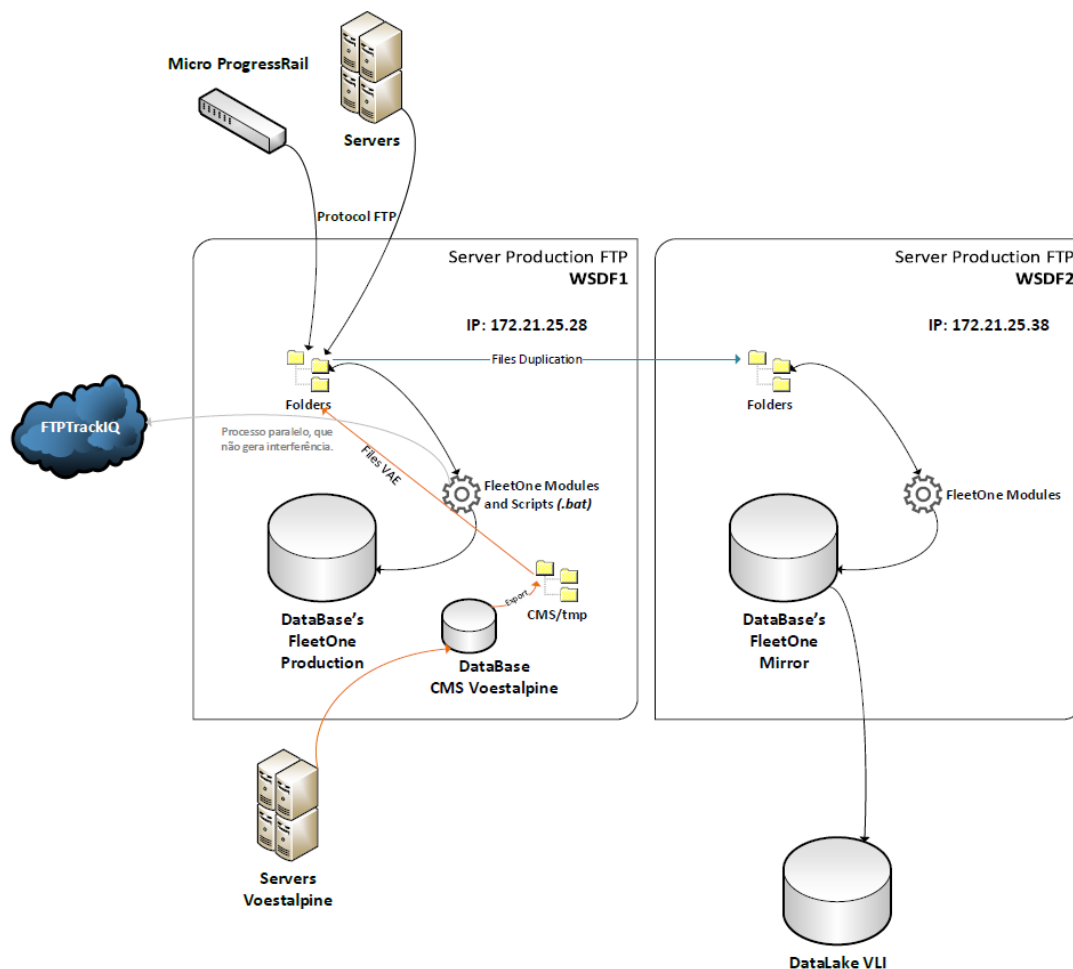 Micro ProgressRail
Servers
Protocol FTP
Server Production FTP
WSDF1
IP: 172.21.25.28
Server Production FTP
WSDF2
IP: 172.21.25.38
Files Duplication
Folders
Folders
FTPTrackIQ
Processo paralelo, que
não gera interferência.
Files VAE
FleetOne Modules
and Scripts (.bat)
FleetOne Modules
Export
CMS/tmp
DataBase's
FleetOne
Production
DataBase
CMS Voestalpine
DataBase's
FleetOne
Mirror
Servers
Voestalpine
DataLake VLI